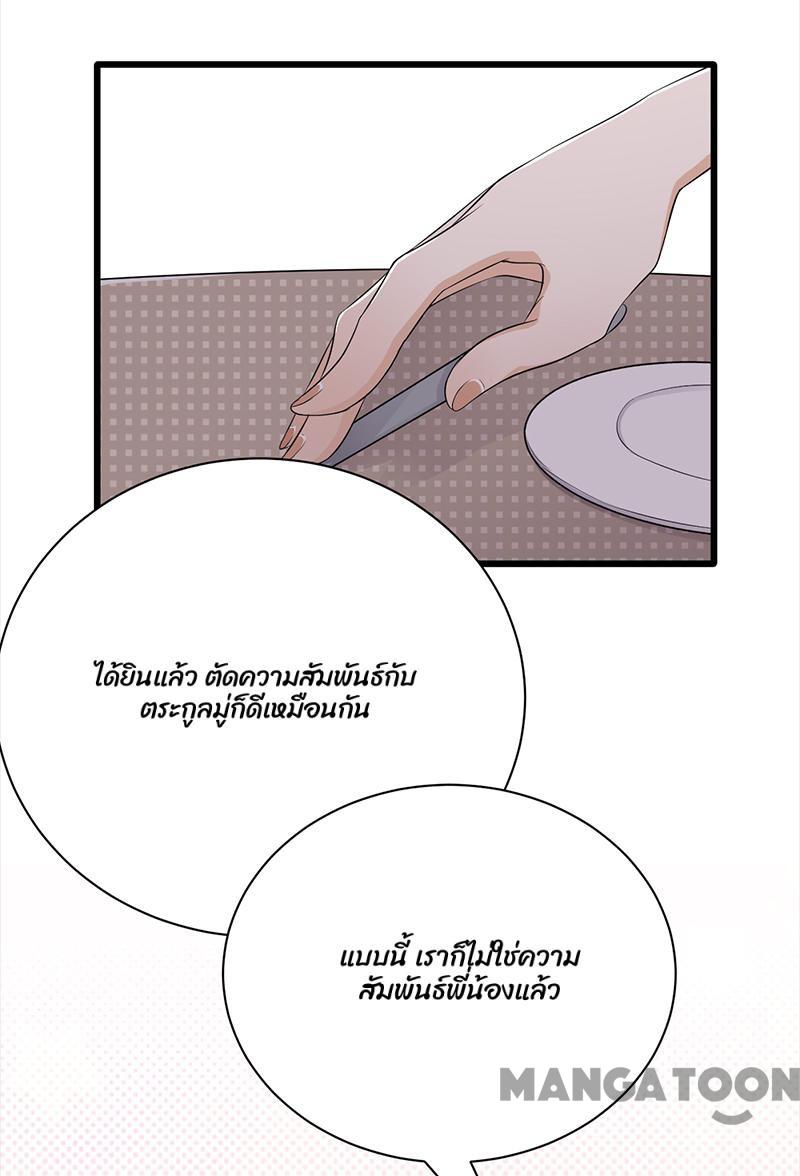 ได้ยินแล้ว ตัดความสัมพันธ์กับ
ตระกูลมู่ก็ดีเหมือนกัน
แบบนี้ เราก็ไม่ใช่ความ
สัมพันธ์พี่น้องแล้ว
MANGATOON